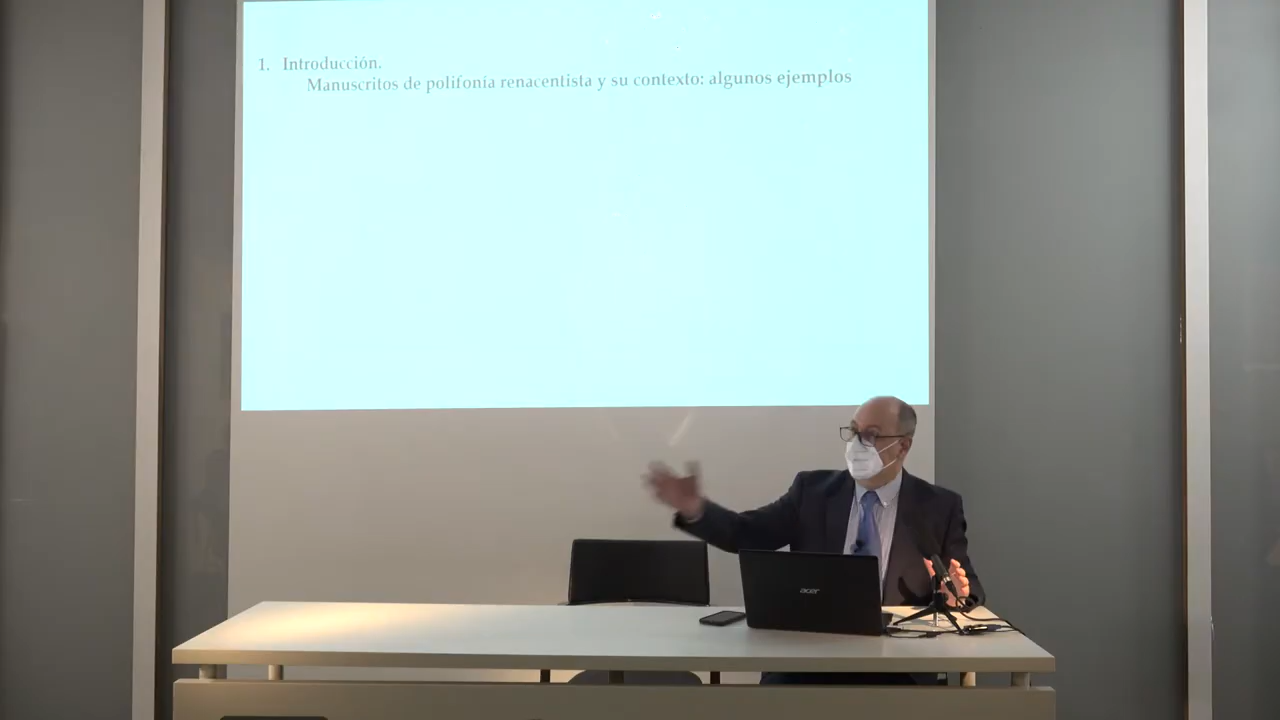 1. Introducción.
Manuscritos de polifonía renacentista y su contexto: algunos ejemplos
acer